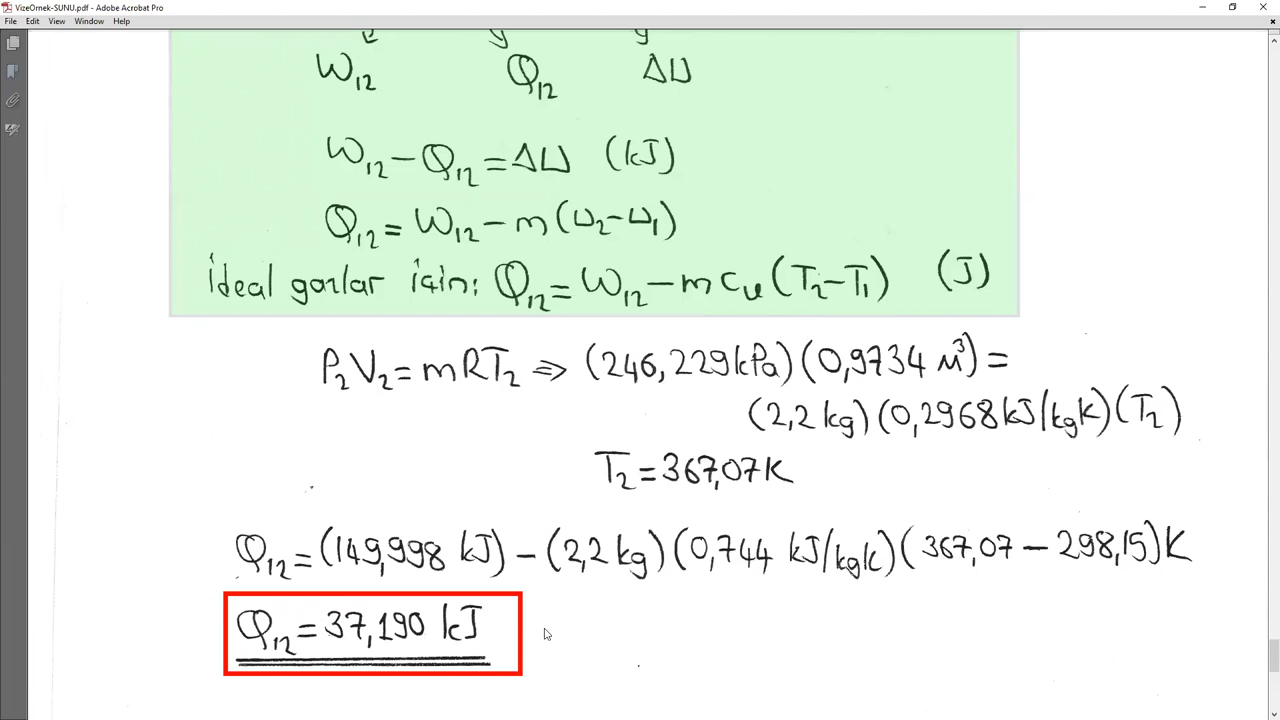 VizeOrnek-SUNU.pdf - Adobe Acrobat Pro
File Edit View Window Help
W₁₂ Q₁₂ ΔU
W₁₂ − Q₁₂ = ΔU (kJ)
Q₁₂ = W₁₂ − m(u₂−u₁)
ideal gazlar için: Q₁₂ = W₁₂ − m cᵥ (T₂−T₁) (J)
P₂V₂ = mRT₂ ⇒ (246,229 kPa)(0,9734 m³) =
(2,2 kg)(0,2968 kJ/kgK)(T₂)
T₂ = 367,07 K
Q₁₂ = (149,998 kJ) − (2,2 kg)(0,744 kJ/kgK)(367,07 − 298,15)K
Q₁₂ = 37,190 kJ